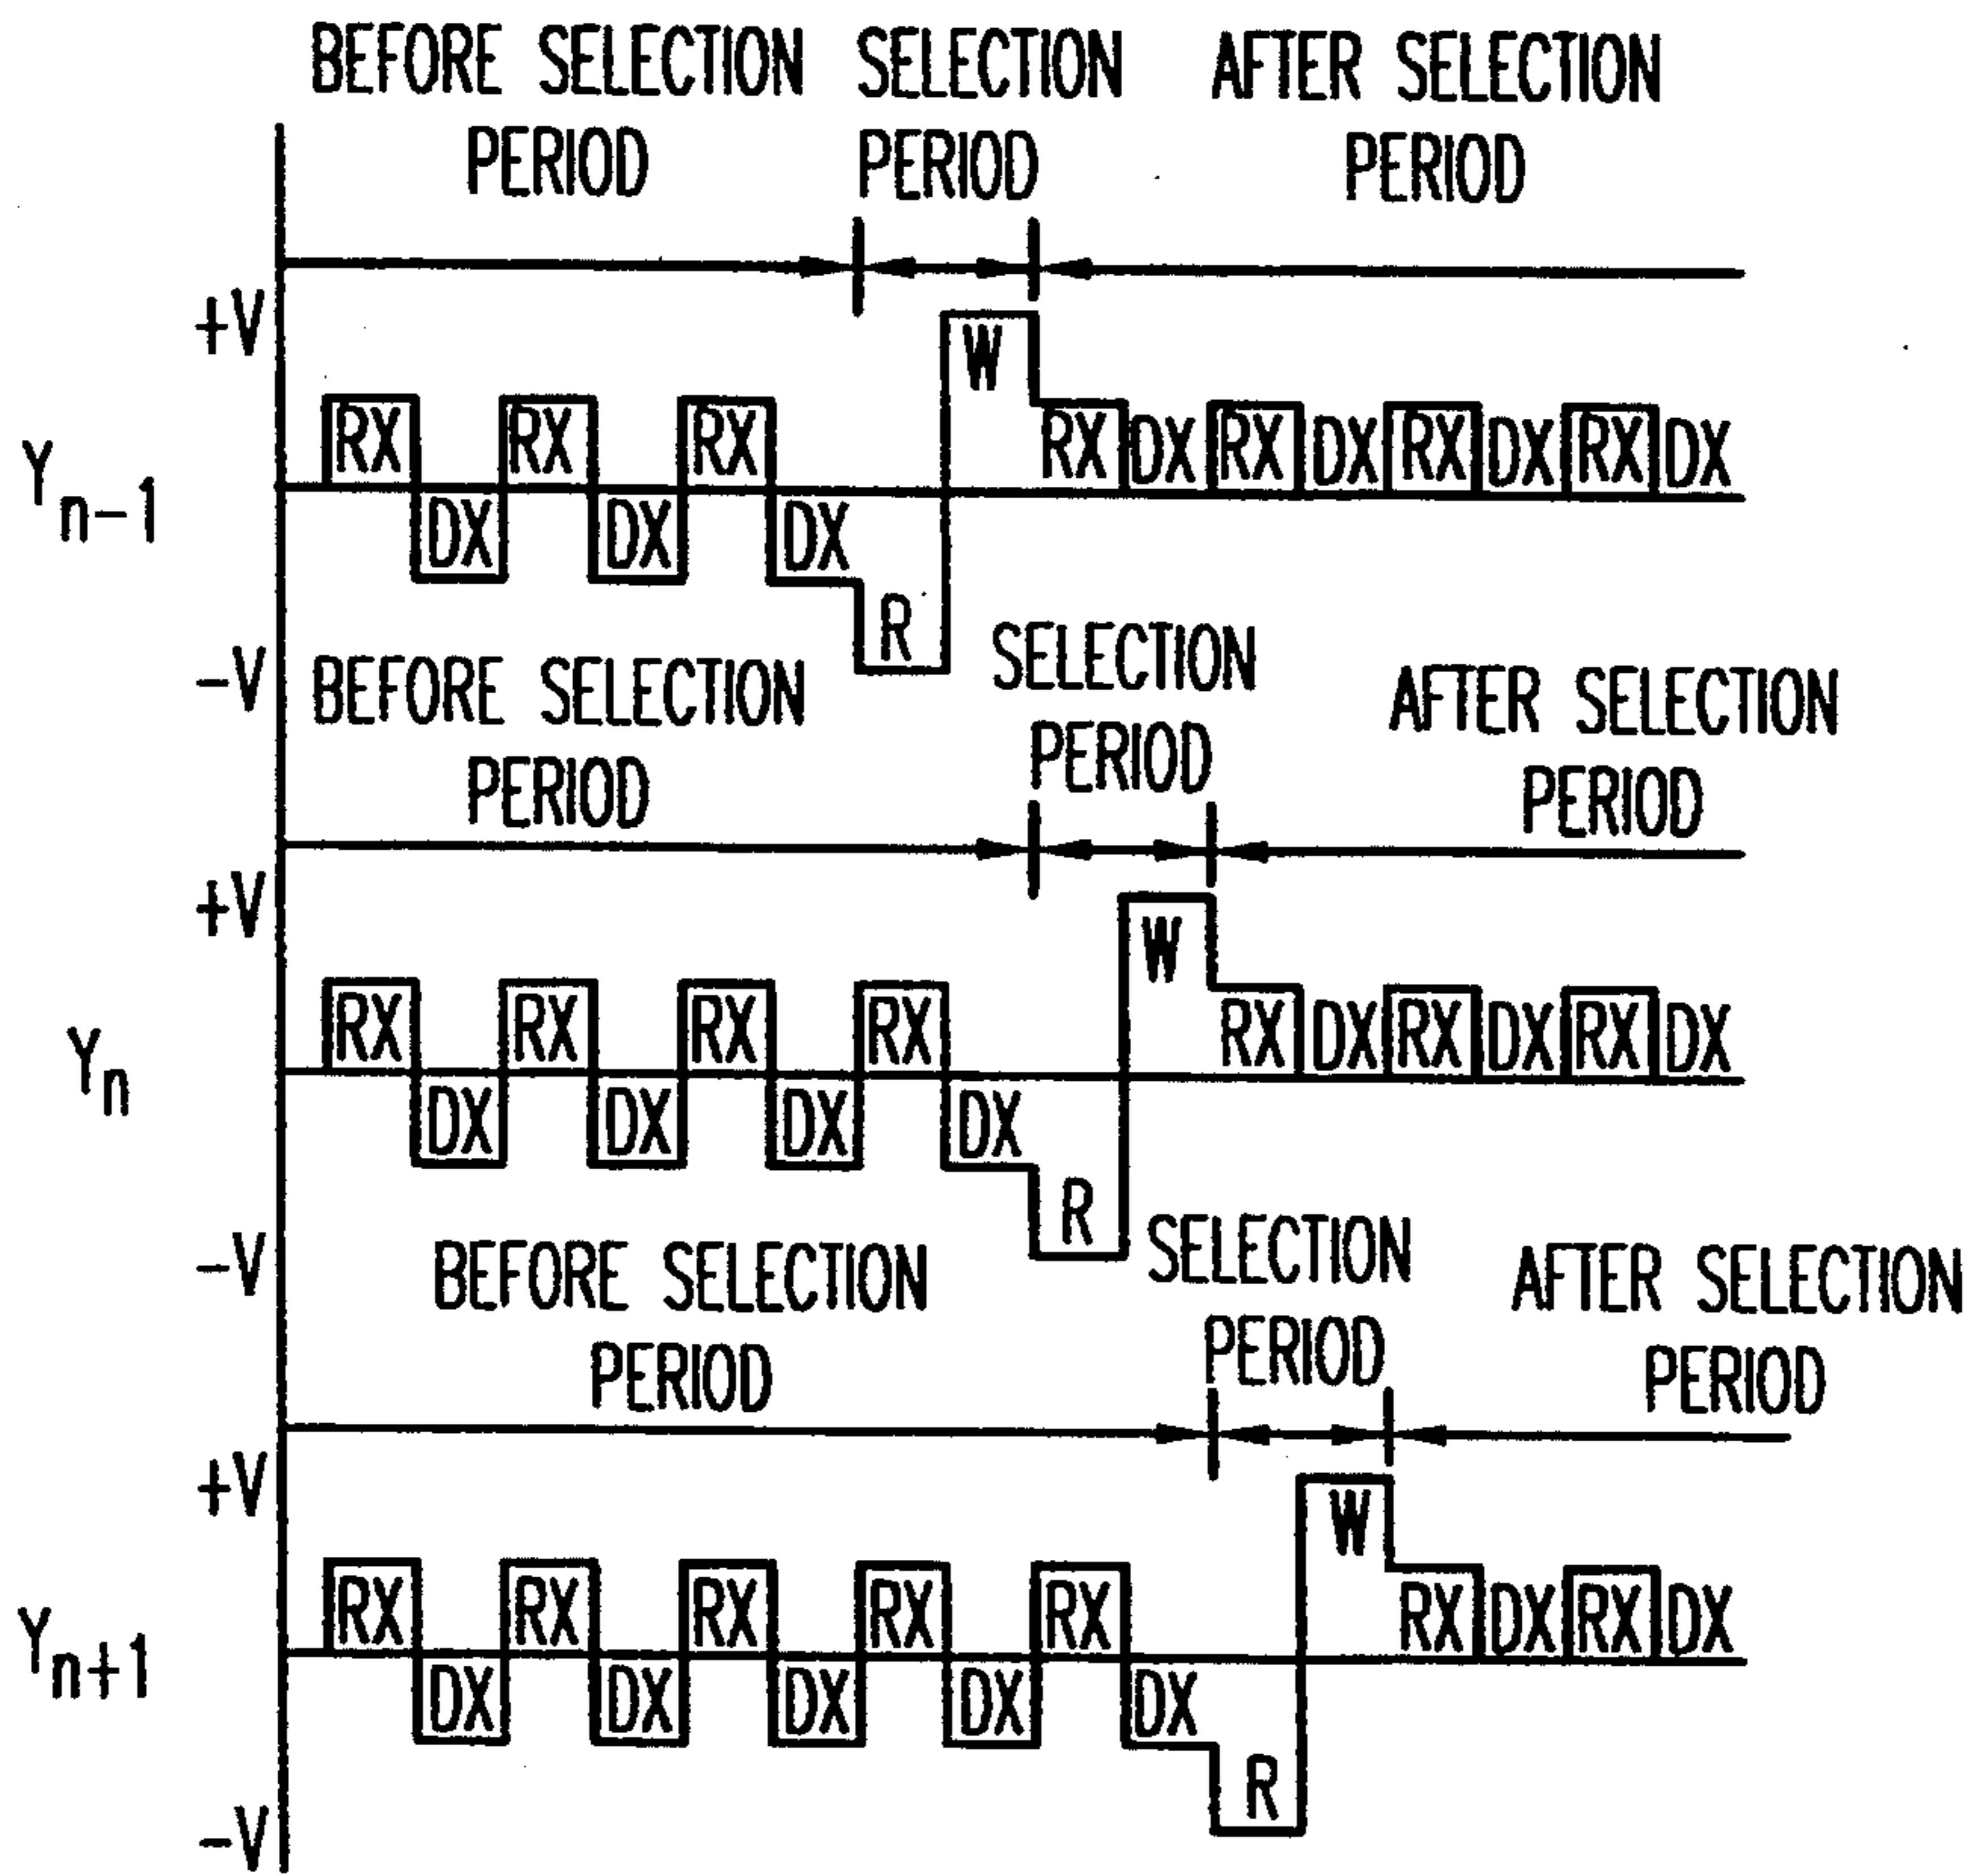 BEFORE SELECTION PERIOD
SELECTION PERIOD
AFTER SELECTION PERIOD
+V
W
Yn-1
RX RX RX RX DX RX DX RX DX RX DX
DX DX DX
R
-V
BEFORE SELECTION PERIOD
SELECTION PERIOD
AFTER SELECTION PERIOD
+V
W
Yn
RX RX RX RX RX DX RX DX RX DX
DX DX DX DX
R
-V
BEFORE SELECTION PERIOD
SELECTION PERIOD
AFTER SELECTION PERIOD
+V
W
Yn+1
RX RX RX RX RX RX DX RX DX
DX DX DX DX DX
R
-V